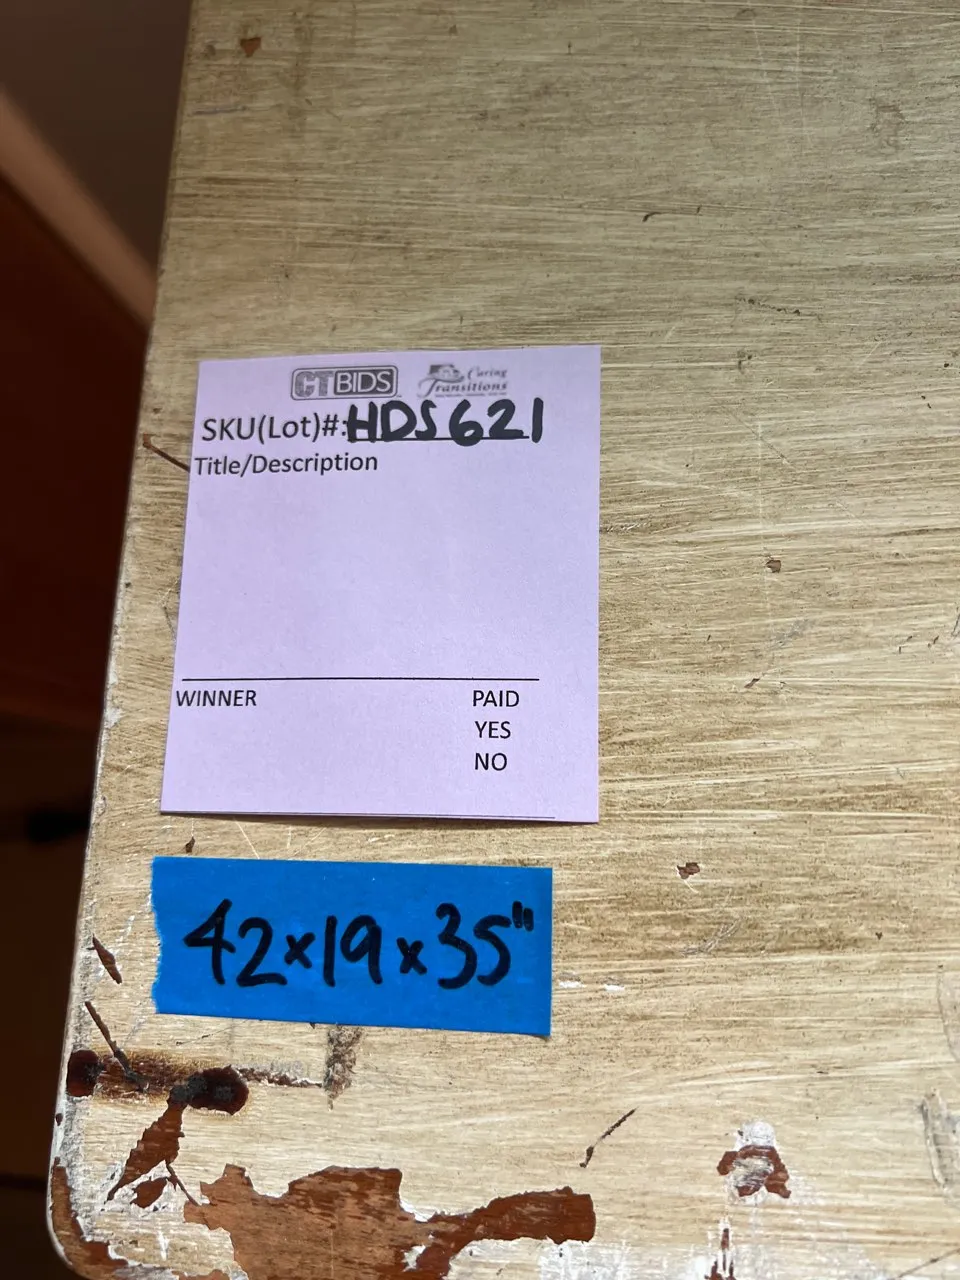 CTBIDS Caring
Transitions
SKU(Lot)#:HDS621
Title/Description
WINNER PAID
YES
NO
42x19x35"